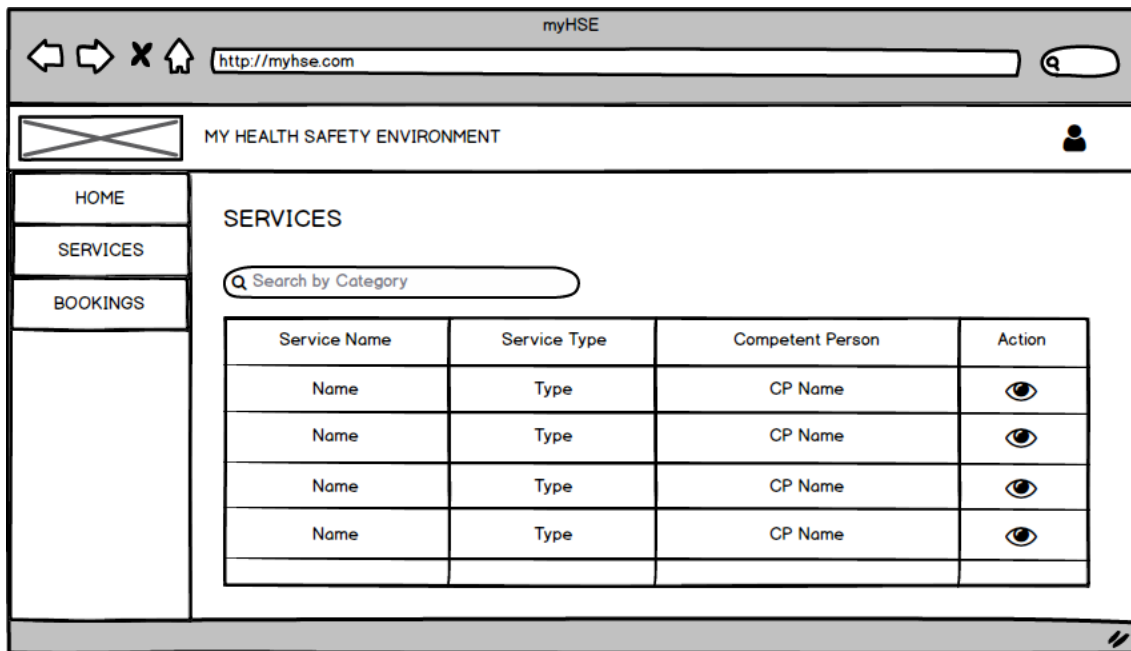 myHSE
http://myhse.com
MY HEALTH SAFETY ENVIRONMENT
HOME
SERVICES
BOOKINGS
SERVICES
Search by Category
Service Name Service Type Competent Person Action
Name Type CP Name
Name Type CP Name
Name Type CP Name
Name Type CP Name